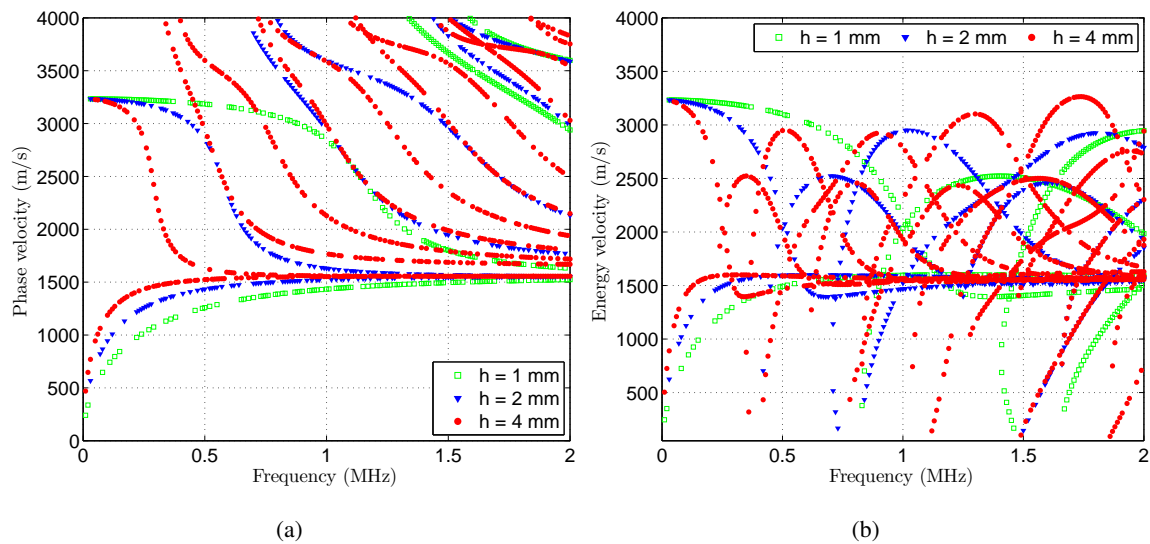 4000
3500
3000
2500
2000
1500
1000
500
0
Phase velocity (m/s)
h = 1 mm
h = 2 mm
h = 4 mm
0 0.5 1 1.5 2
Frequency (MHz)
(a)
4000
3500
3000
2500
2000
1500
1000
500
Energy velocity (m/s)
h = 1 mm h = 2 mm h = 4 mm
0 0.5 1 1.5 2
Frequency (MHz)
(b)